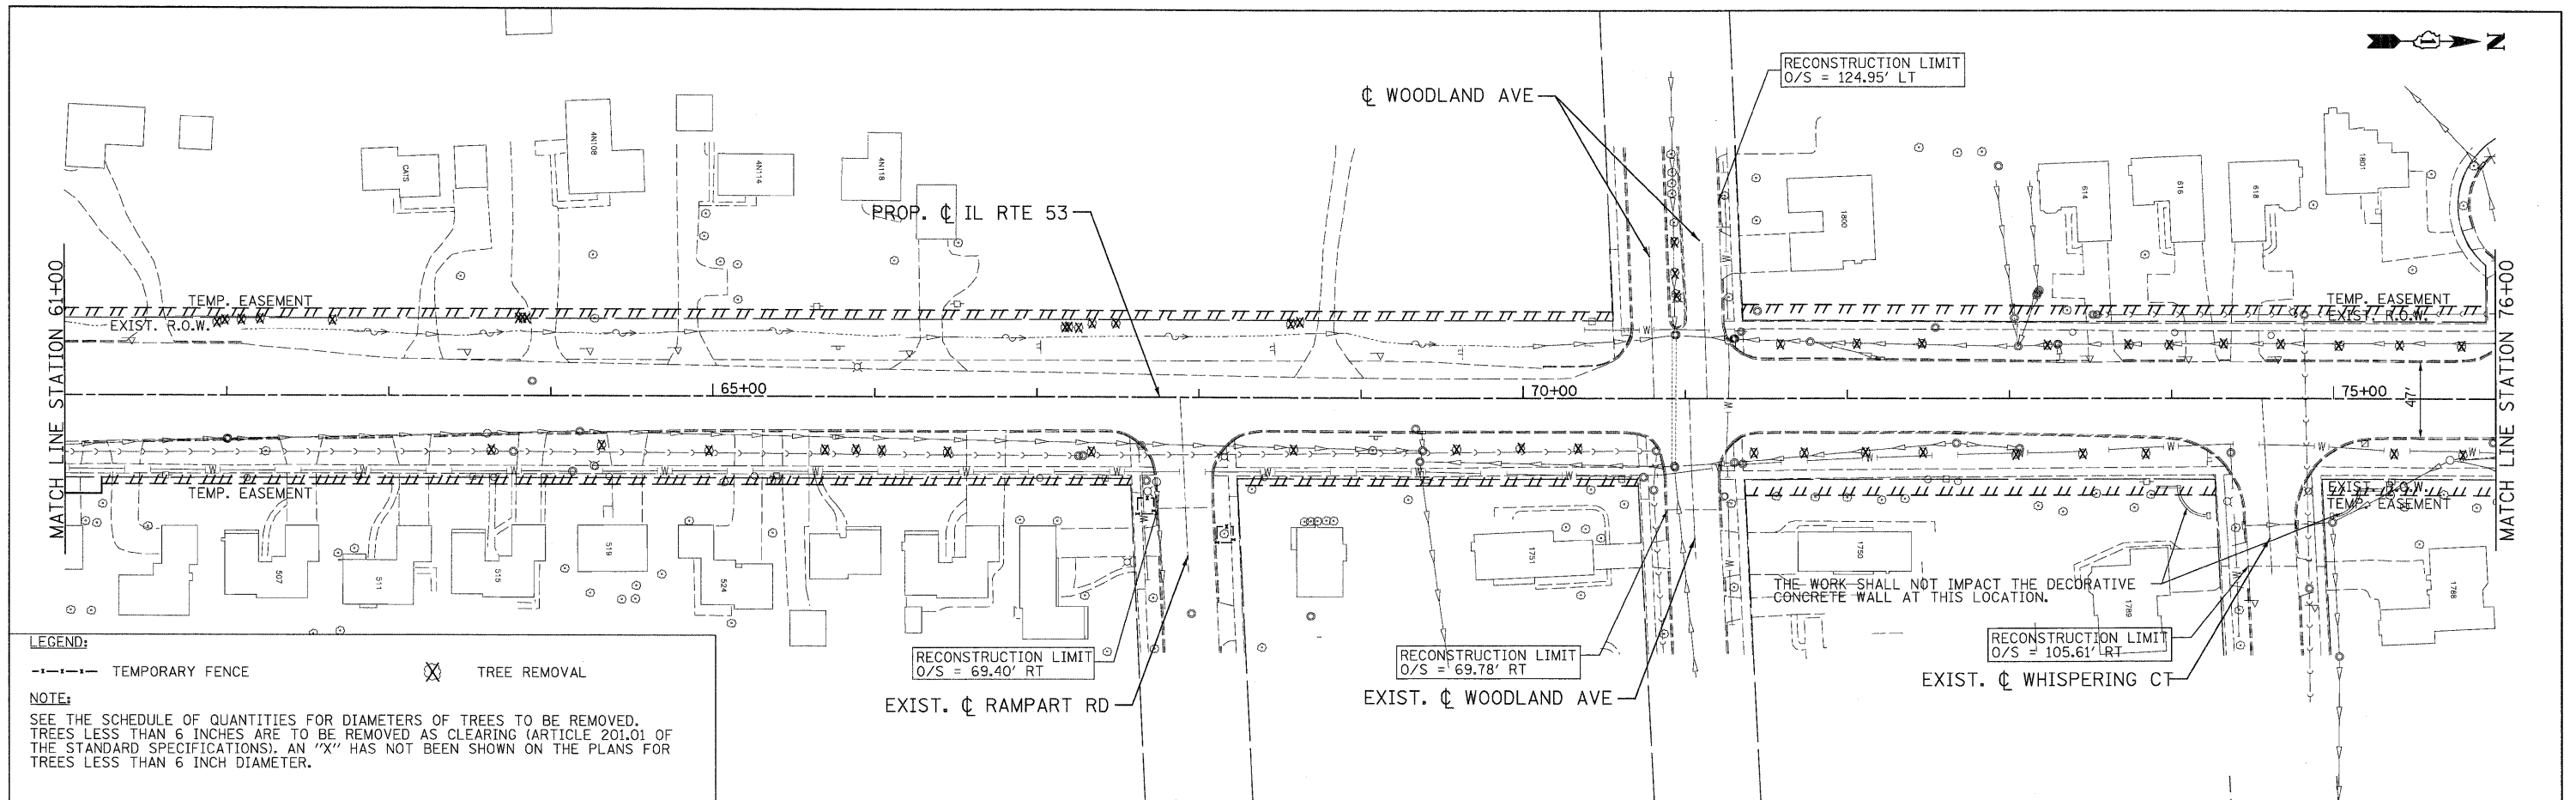 N
RECONSTRUCTION LIMIT
O/S = 124.95' LT
℄ WOODLAND AVE
PROP. ℄ IL RTE 53
CATS
4N108
4N114
4N118
1800
614
616
618
1801
TEMP. EASEMENT
EXIST. R.O.W.
TEMP. EASEMENT
EXIST. R.O.W.
MATCH LINE STATION 61+00
65+00
70+00
75+00
47'
MATCH LINE STATION 76+00
W W W W W W
TEMP. EASEMENT
EXIST. R.O.W.
TEMP. EASEMENT
507
511
515
519
524
1751
1750
1789
1788
THE WORK SHALL NOT IMPACT THE DECORATIVE
CONCRETE WALL AT THIS LOCATION.
RECONSTRUCTION LIMIT
O/S = 69.40' RT
EXIST. ℄ RAMPART RD
RECONSTRUCTION LIMIT
O/S = 69.78' RT
EXIST. ℄ WOODLAND AVE
RECONSTRUCTION LIMIT
O/S = 105.61' RT
EXIST. ℄ WHISPERING CT
LEGEND:
TEMPORARY FENCE
TREE REMOVAL
NOTE:
SEE THE SCHEDULE OF QUANTITIES FOR DIAMETERS OF TREES TO BE REMOVED.
TREES LESS THAN 6 INCHES ARE TO BE REMOVED AS CLEARING (ARTICLE 201.01 OF
THE STANDARD SPECIFICATIONS). AN "X" HAS NOT BEEN SHOWN ON THE PLANS FOR
TREES LESS THAN 6 INCH DIAMETER.